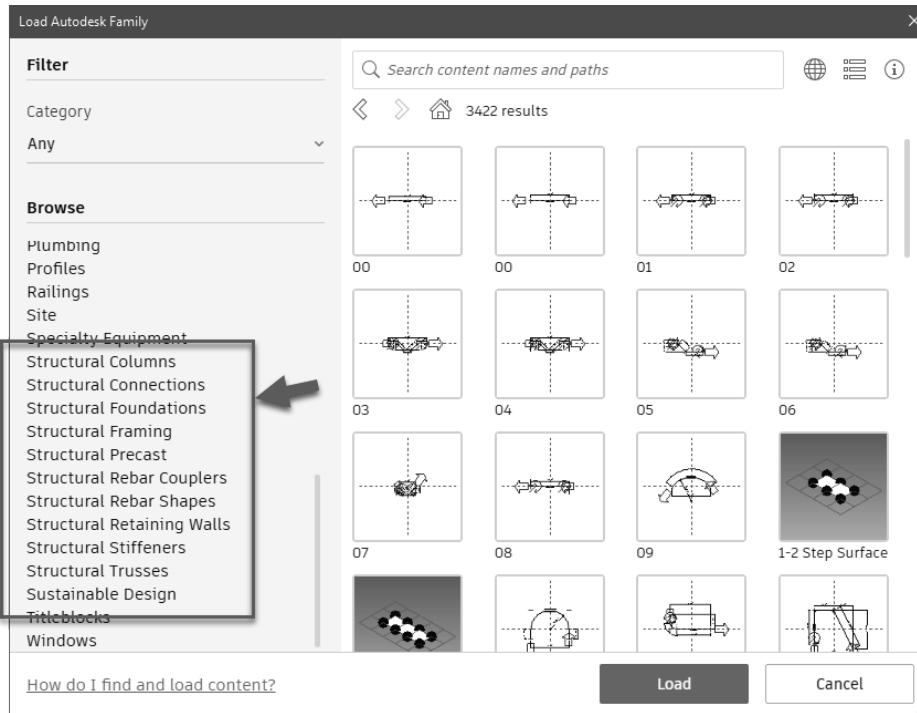 Load Autodesk Family
Filter
Category
Any
Browse
Plumbing
Profiles
Railings
Site
Specialty Equipment
Structural Columns
Structural Connections
Structural Foundations
Structural Framing
Structural Precast
Structural Rebar Couplers
Structural Rebar Shapes
Structural Retaining Walls
Structural Stiffeners
Structural Trusses
Sustainable Design
Titleblocks
Windows
Search content names and paths
3422 results
00 00 01 02
03 04 05 06
07 08 09 1-2 Step Surface
How do I find and load content?
Load Cancel